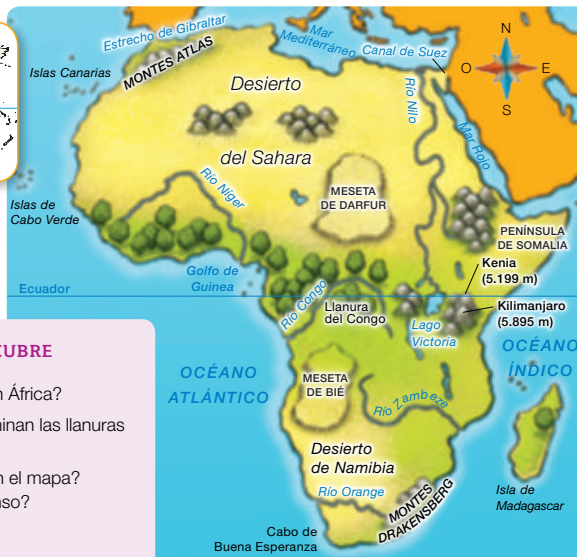 Estrecho de Gibraltar
Mar
Mediterráneo
Canal de Suez
N
O
E
S
Islas Canarias
MONTES ATLAS
Desierto
del Sahara
Río Nilo
Mar Rojo
Río Níger
MESETA
DE DARFUR
Islas de
Cabo Verde
PENÍNSULA
DE SOMALIA
Kenia
(5.199 m)
Golfo de
Guinea
Ecuador
Río Congo
Llanura
del Congo
Kilimanjaro
(5.895 m)
Lago
Victoria
OCÉANO
ÍNDICO
OCÉANO
ATLÁNTICO
MESETA
DE BIÉ
Río Zambeze
Desierto
de Namibia
Río Orange
MONTES
DRAKENSBERG
Isla de
Madagascar
Cabo de
Buena Esperanza
CUBRE
n África?
minan las llanuras
n el mapa?
nso?